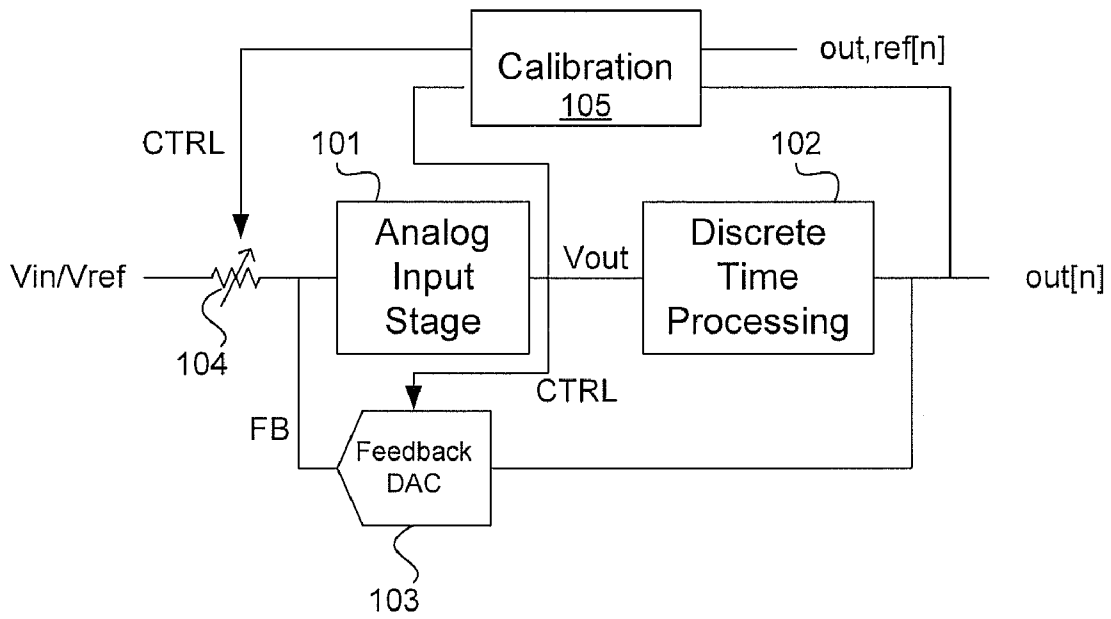 Calibration
105
out,ref[n]
CTRL
101
102
Analog
Input
Stage
Vout
Discrete
Time
Processing
Vin/Vref
out[n]
104
CTRL
FB
Feedback
DAC
103